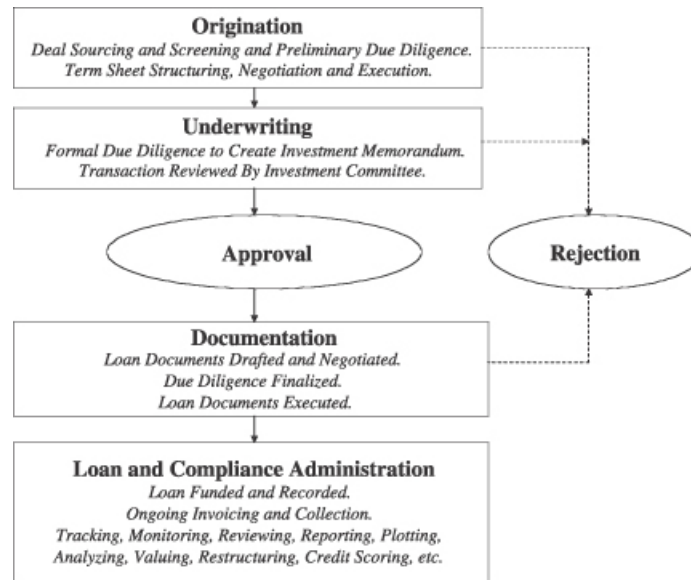 Origination
Deal Sourcing and Screening and Preliminary Due Diligence.
Term Sheet Structuring, Negotiation and Execution.
Underwriting
Formal Due Diligence to Create Investment Memorandum.
Transaction Reviewed By Investment Committee.
Approval
Rejection
Documentation
Loan Documents Drafted and Negotiated.
Due Diligence Finalized.
Loan Documents Executed.
Loan and Compliance Administration
Loan Funded and Recorded.
Ongoing Invoicing and Collection.
Tracking, Monitoring, Reviewing, Reporting, Plotting,
Analyzing, Valuing, Restructuring, Credit Scoring, etc.